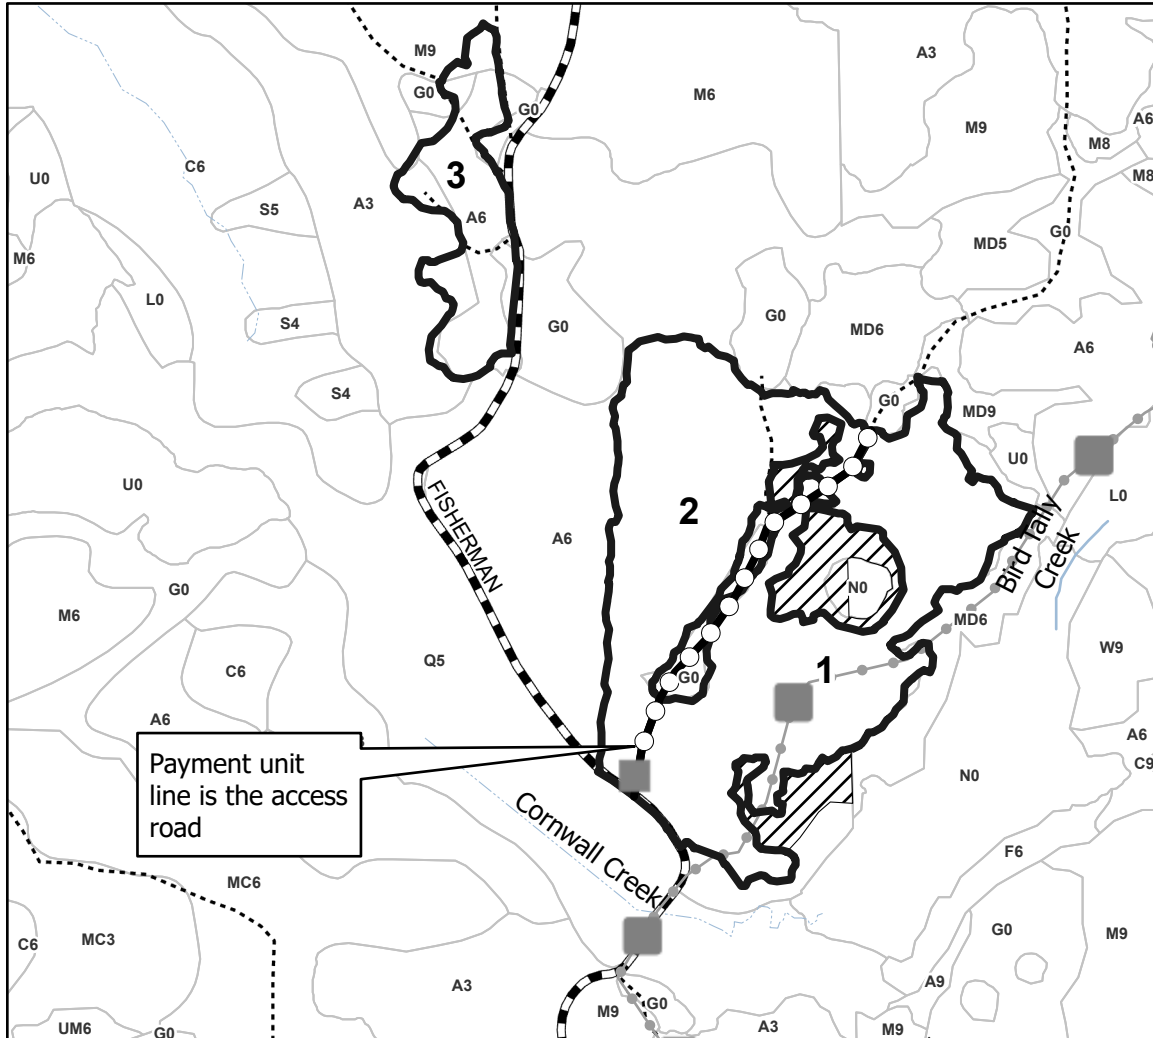 M9
A3
G0
M6
G0
M9
A6
M8
C6
U0
3
M8
S5
A3
A6
G0
MD5
M6
L0
S4
G0
G0
MD6
A6
S4
G0
MD9
U0
U0
FISHERMAN
2
L0
A6
Bird Tally
Creek
G0
N0
M6
MD6
W9
Q5
1
C6
G0
A6
A6
Payment unit
line is the access
road
C9
N0
Cornwall Creek
F6
MC6
G0
C6
MC3
M9
A3
A9
M9
G0
UM6
G0
A3
M9